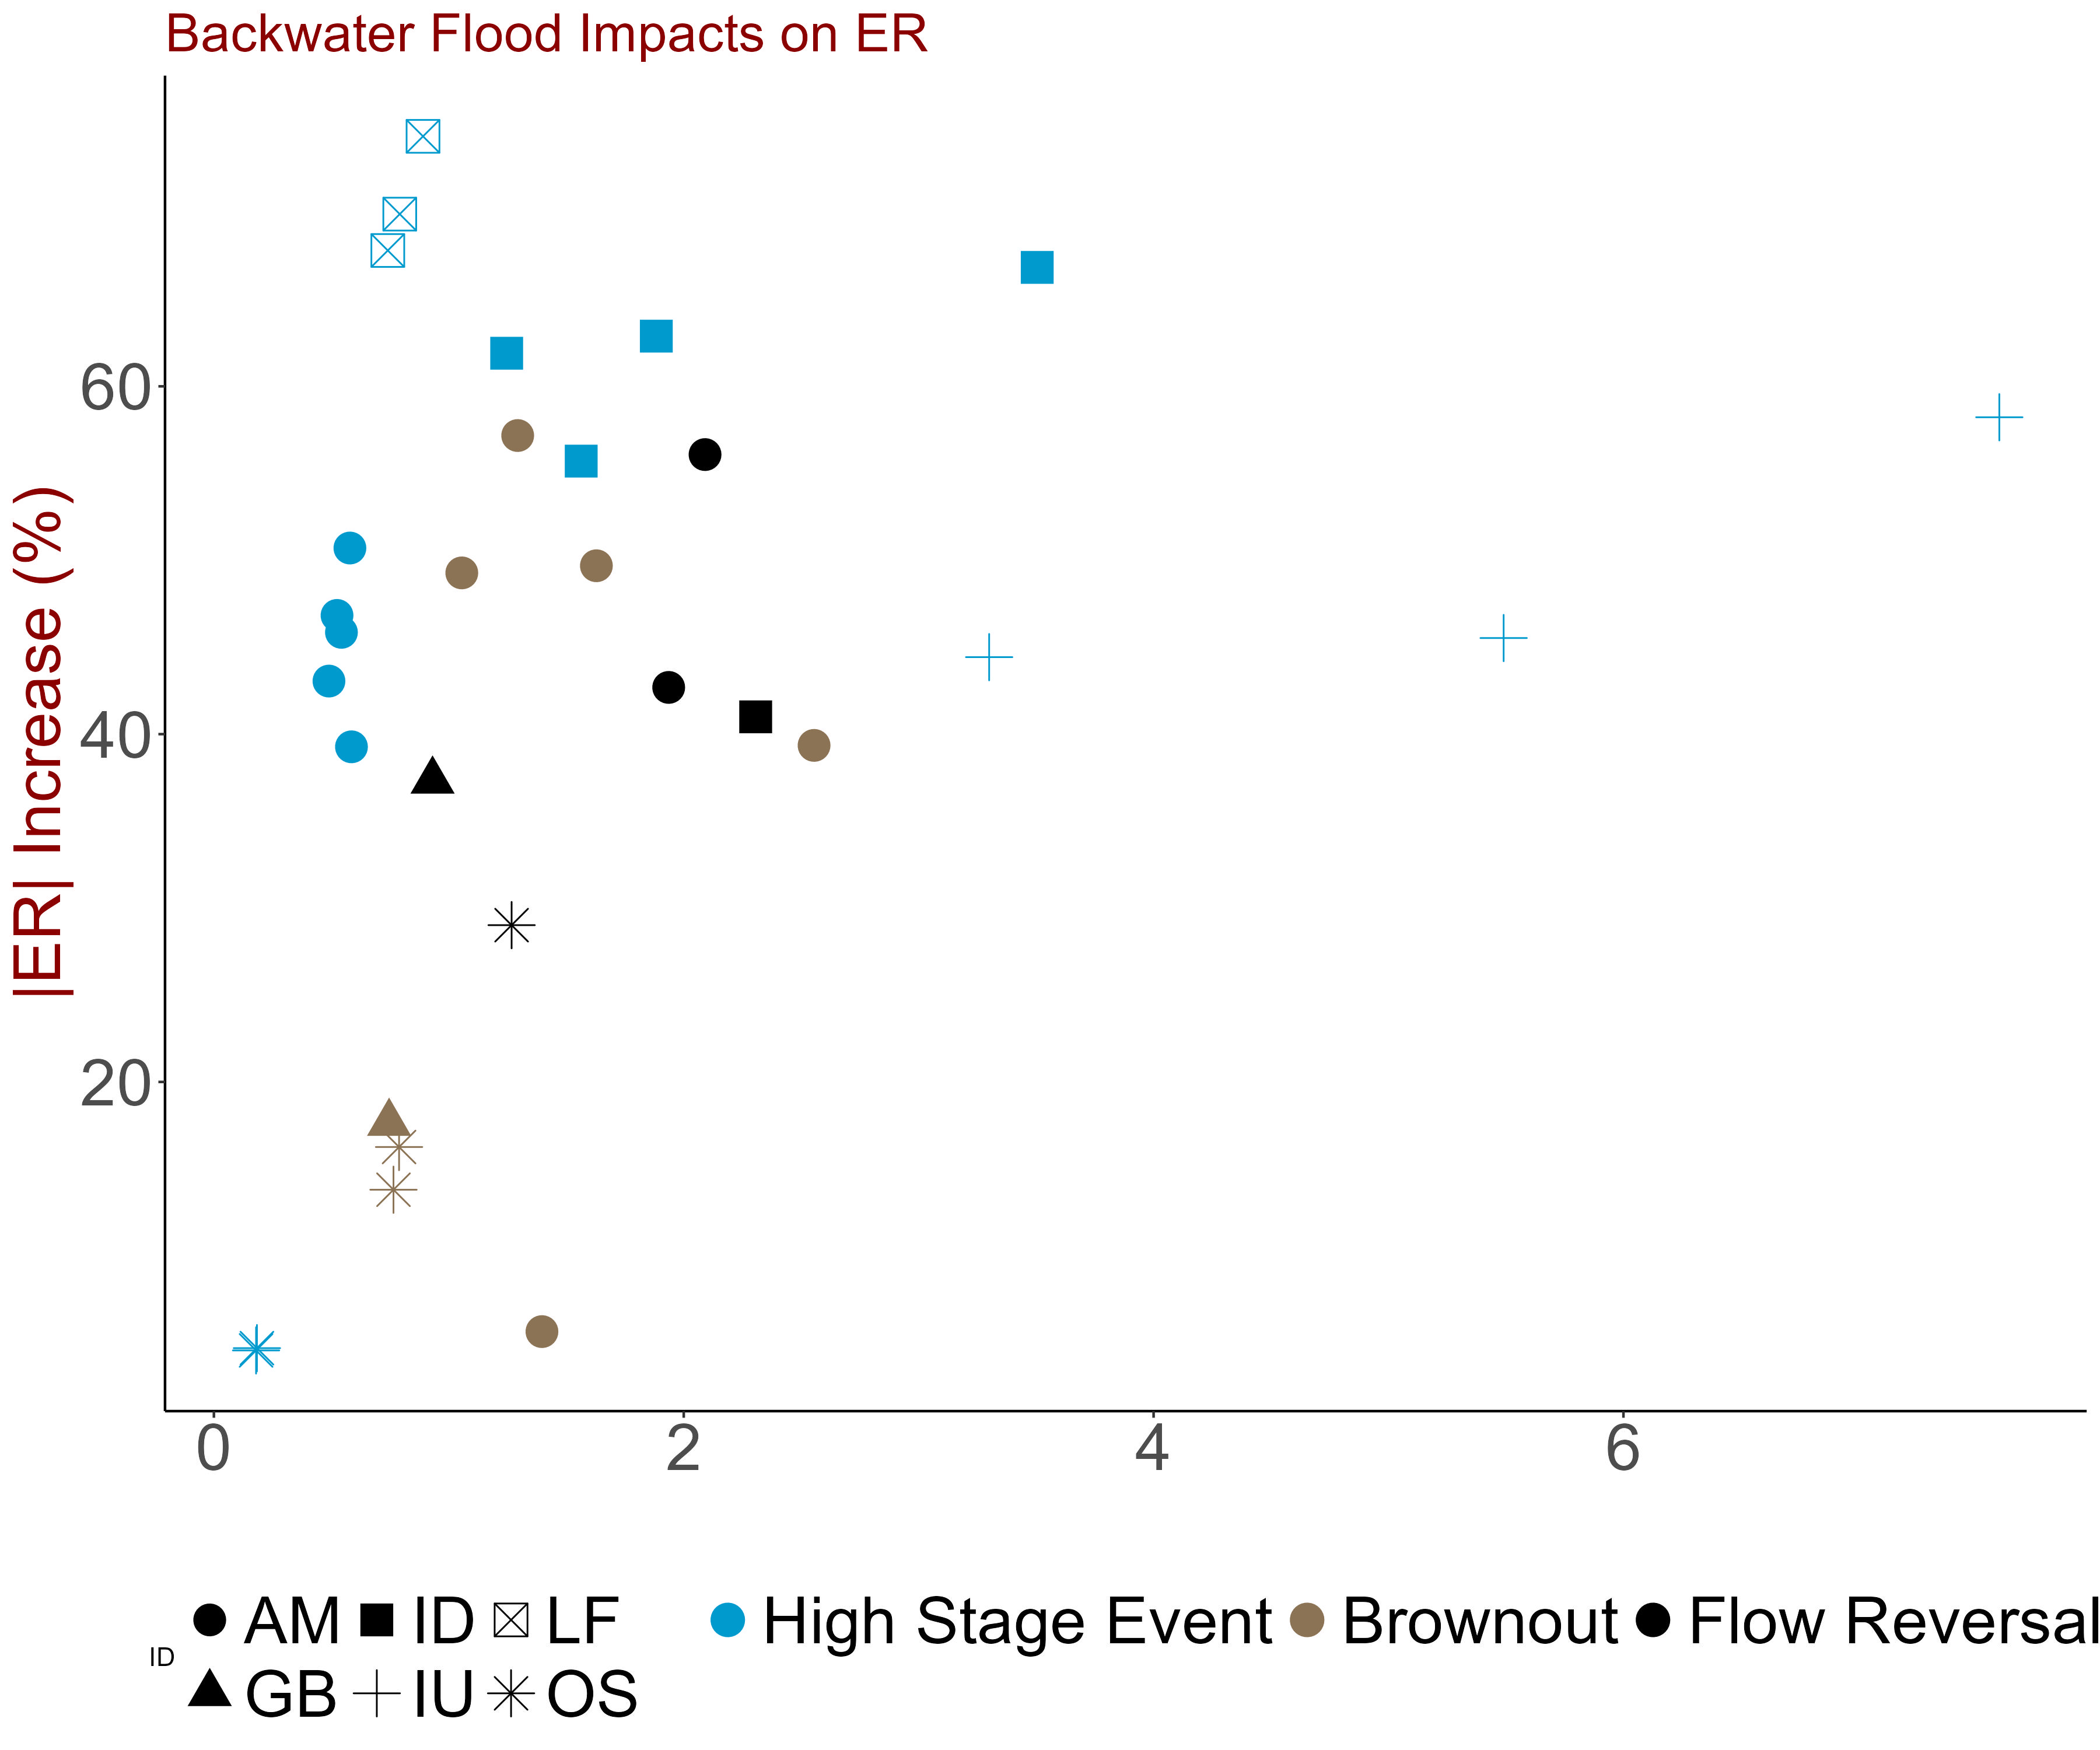 Backwater Flood Impacts on ER
|ER| Increase (%)
60
40
20
0 2 4 6
ID
AM ID LF High Stage Event Brownout Flow Reversal
GB IU OS